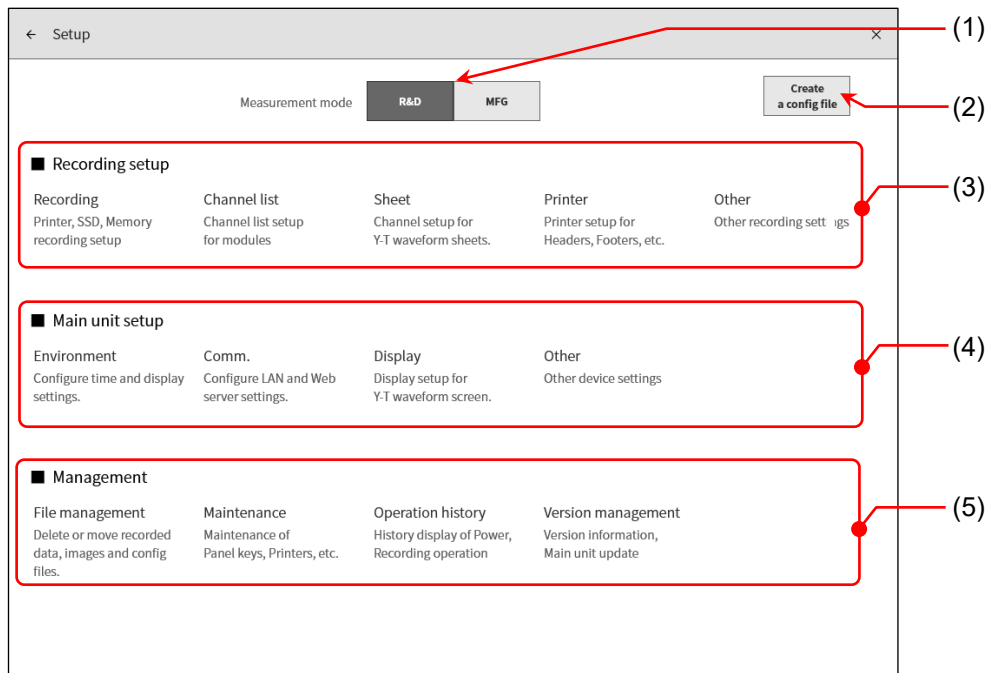 ← Setup ×
(1)
Measurement mode R&D MFG
Create
a config file
(2)
■ Recording setup
(3)
Recording
Printer, SSD, Memory
recording setup
Channel list
Channel list setup
for modules
Sheet
Channel setup for
Y-T waveform sheets.
Printer
Printer setup for
Headers, Footers, etc.
Other
Other recording sett gs
■ Main unit setup
(4)
Environment
Configure time and display
settings.
Comm.
Configure LAN and Web
server settings.
Display
Display setup for
Y-T waveform screen.
Other
Other device settings
■ Management
(5)
File management
Delete or move recorded
data, images and config
files.
Maintenance
Maintenance of
Panel keys, Printers, etc.
Operation history
History display of Power,
Recording operation
Version management
Version information,
Main unit update